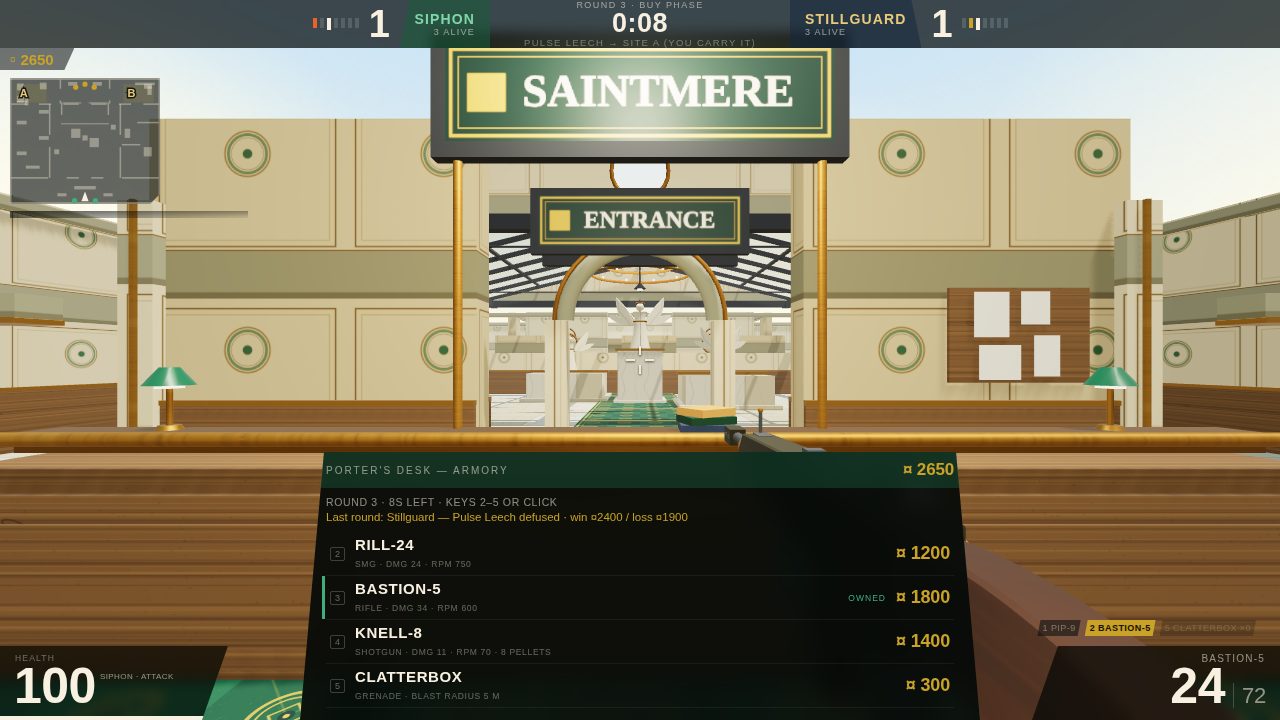 ROUND 3 · BUY PHASE
1 SIPHON 0:08 STILLGUARD 1
3 ALIVE 3 ALIVE
PULSE LEECH → SITE A (YOU CARRY IT)
¤ 2650
A B
SAINTMERE
ENTRANCE
PORTER'S DESK — ARMORY ¤ 2650
ROUND 3 · 8S LEFT · KEYS 2–5 OR CLICK
Last round: Stillguard — Pulse Leech defused · win ¤2400 / loss ¤1900
2 RILL-24 ¤ 1200
SMG · DMG 24 · RPM 750
3 BASTION-5 OWNED ¤ 1800
RIFLE · DMG 34 · RPM 600
4 KNELL-8 ¤ 1400
SHOTGUN · DMG 11 · RPM 70 · 8 PELLETS
5 CLATTERBOX ¤ 300
GRENADE · BLAST RADIUS 5 M
1 PIP-9 2 BASTION-5 5 CLATTERBOX ×0
HEALTH
100 SIPHON · ATTACK
BASTION-5
24 72